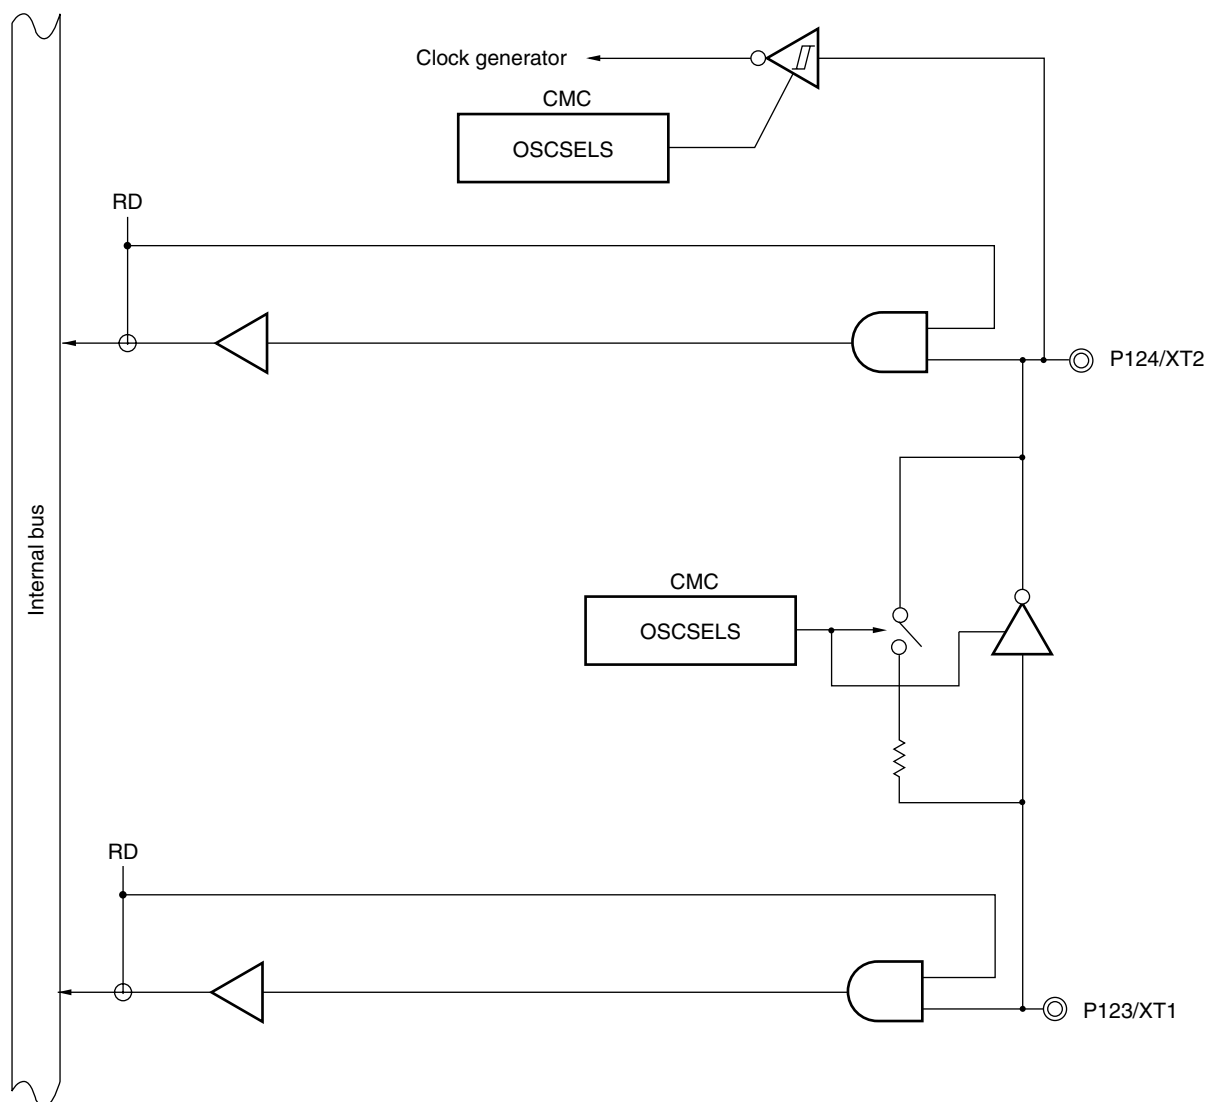 Clock generator
CMC
OSCSELS
RD
P124/XT2
Internal bus
CMC
OSCSELS
RD
P123/XT1